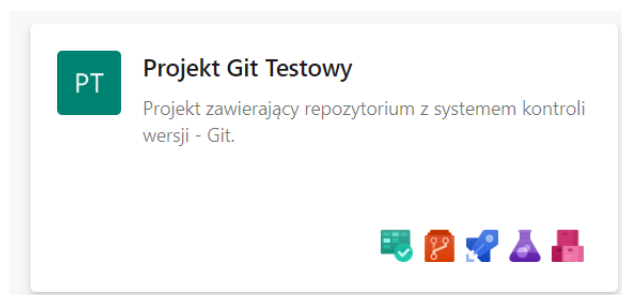 PT
Projekt Git Testowy
Projekt zawierający repozytorium z systemem kontroli
wersji - Git.